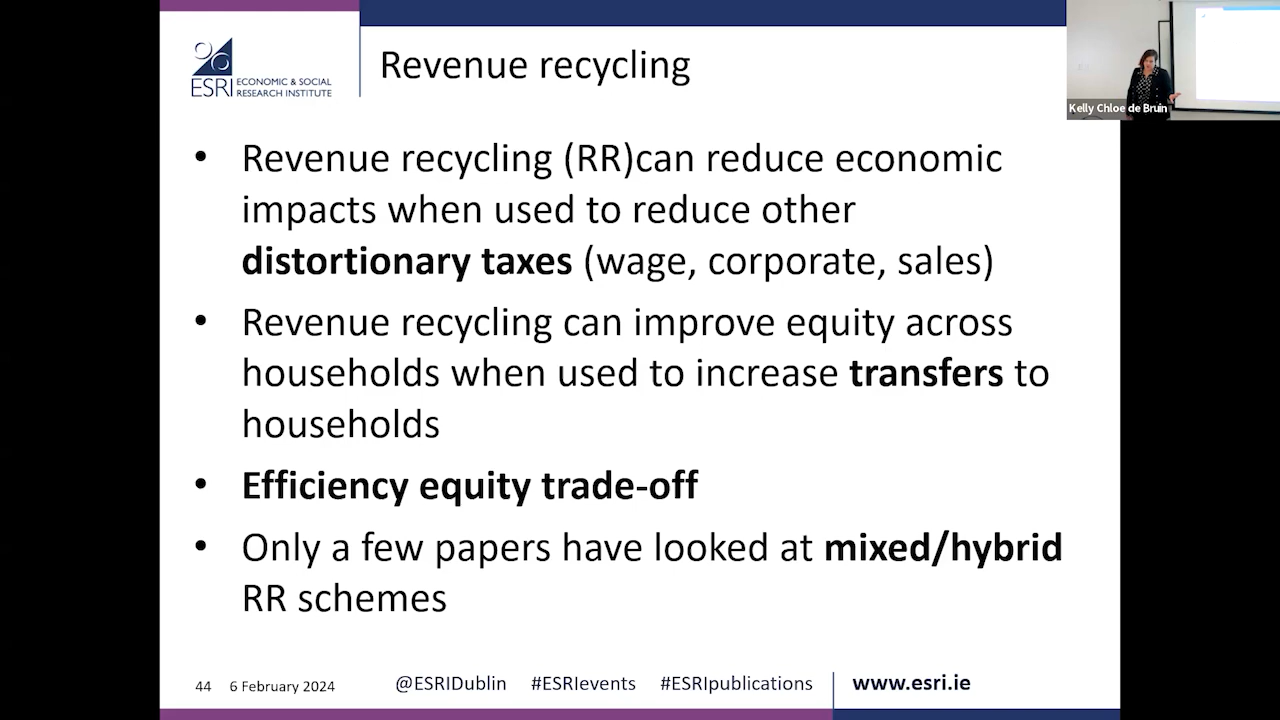 ESRI ECONOMIC & SOCIAL
RESEARCH INSTITUTE
Revenue recycling
Kelly Chloe de Bruin
• Revenue recycling (RR)can reduce economic
impacts when used to reduce other
distortionary taxes (wage, corporate, sales)
• Revenue recycling can improve equity across
households when used to increase transfers to
households
• Efficiency equity trade-off
• Only a few papers have looked at mixed/hybrid
RR schemes
44 6 February 2024 @ESRIDublin #ESRIevents #ESRIpublications www.esri.ie